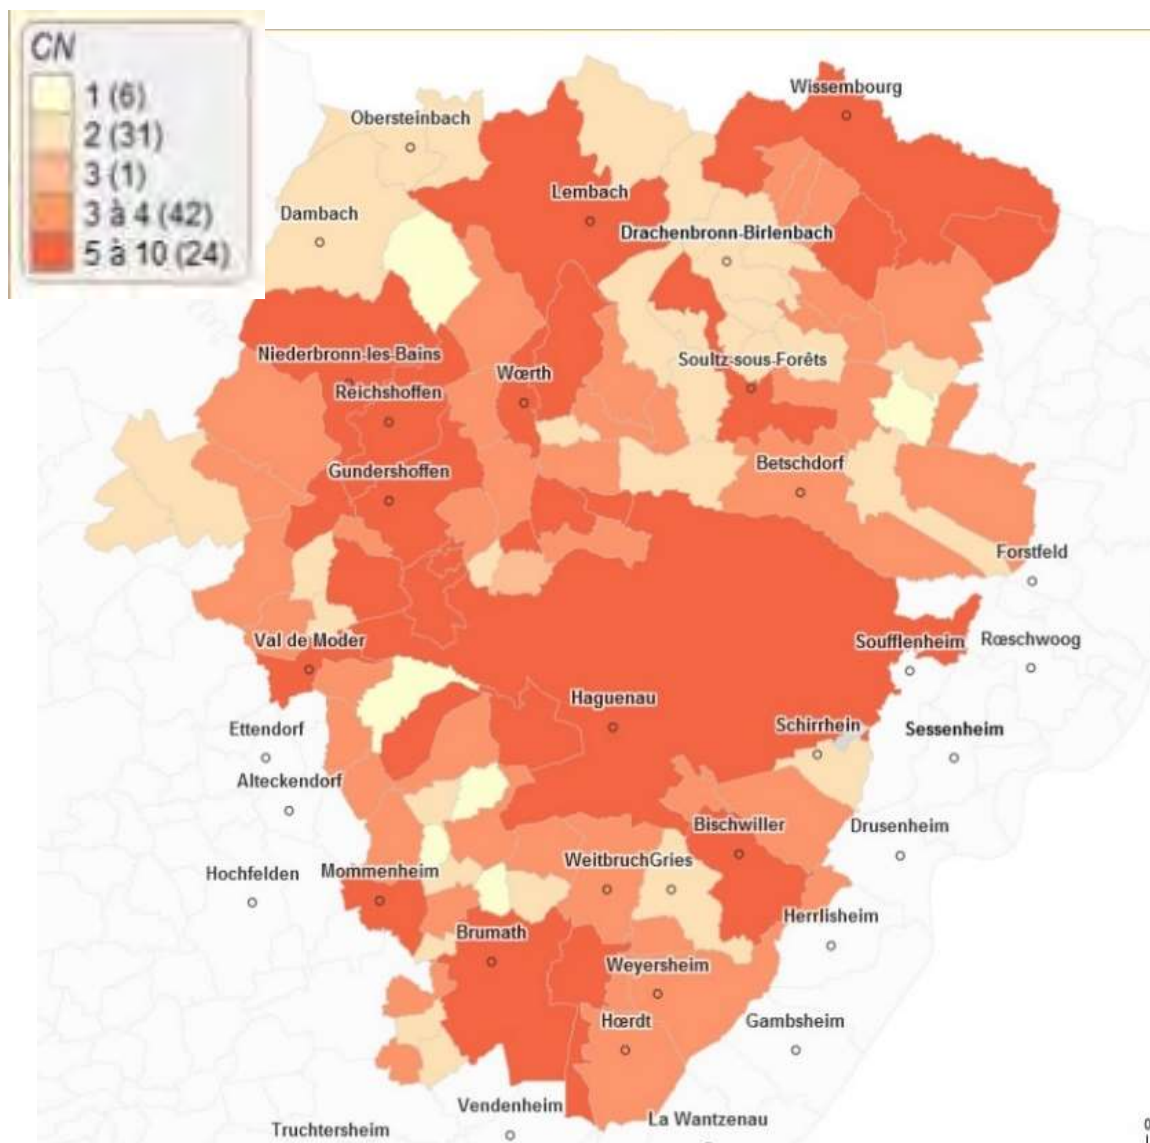 CN
1 (6)
2 (31)
3 (1)
3 à 4 (42)
5 à 10 (24)
Wissembourg
Obersteinbach
Lembach
Dambach
Drachenbronn-Birlenbach
Niederbronn-les-Bains
Soultz-sous-Forêts
Wœrth
Reichshoffen
Gundershoffen
Betschdorf
Forstfeld
Val de Moder
Soufflenheim
Rœschwoog
Haguenau
Schirrhein
Ettendorf
Sessenheim
Alteckendorf
Bischwiller
Drusenheim
Weitbruch
Gries
Hochfelden
Mommenheim
Herrlisheim
Brumath
Weyersheim
Hœrdt
Gambsheim
Vendenheim
La Wantzenau
Truchtersheim